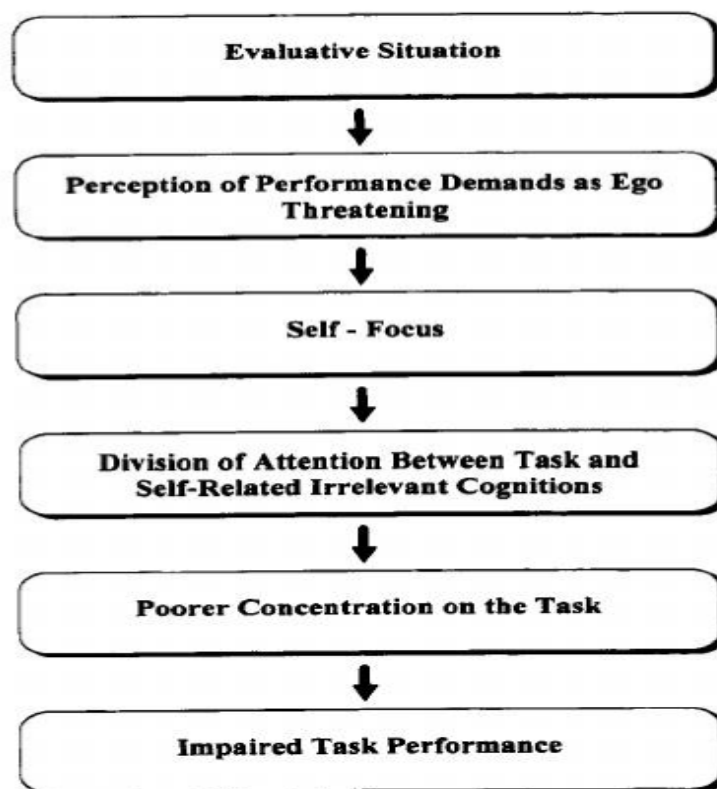 Evaluative Situation
Perception of Performance Demands as Ego
Threatening
Self - Focus
Division of Attention Between Task and
Self-Related Irrelevant Cognitions
Poorer Concentration on the Task
Impaired Task Performance